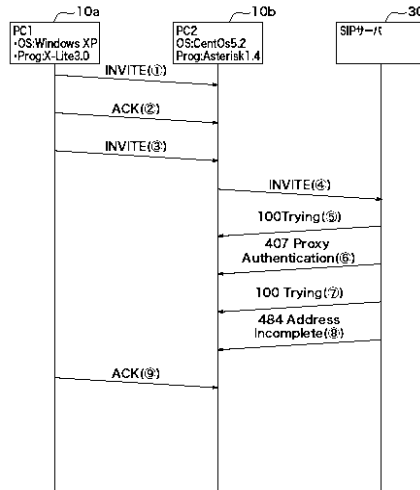 10a
10b
30
PC1
・OS:Windows XP
・Prog:X-Lite3.0
PC2
OS:CentOs5.2
Prog:Asterisk1.4
SIPサーバ
INVITE(①)
ACK(②)
INVITE(③)
INVITE(④)
100Trying(⑤)
407 Proxy
Authentication(⑥)
100 Trying(⑦)
484 Address
Incomplete(⑧)
ACK(⑨)